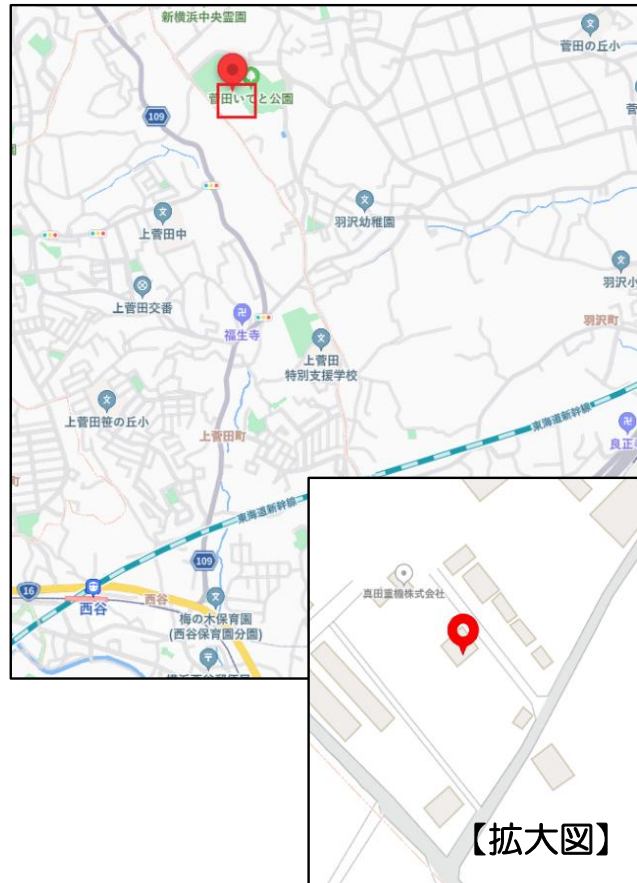 新横浜中央霊園
菅田の丘小
菅田いでと公園
菅
109
羽沢幼稚園
上菅田中
羽沢小
上菅田交番
羽沢町
福生寺
上菅田
特別支援学校
上菅田笹の丘小
東海道新幹線
上菅田町
町
東海道新幹線
109
16
西谷
西谷
梅の木保育園
(西谷保育園分園)
真田重機株式会社
【拡大図】